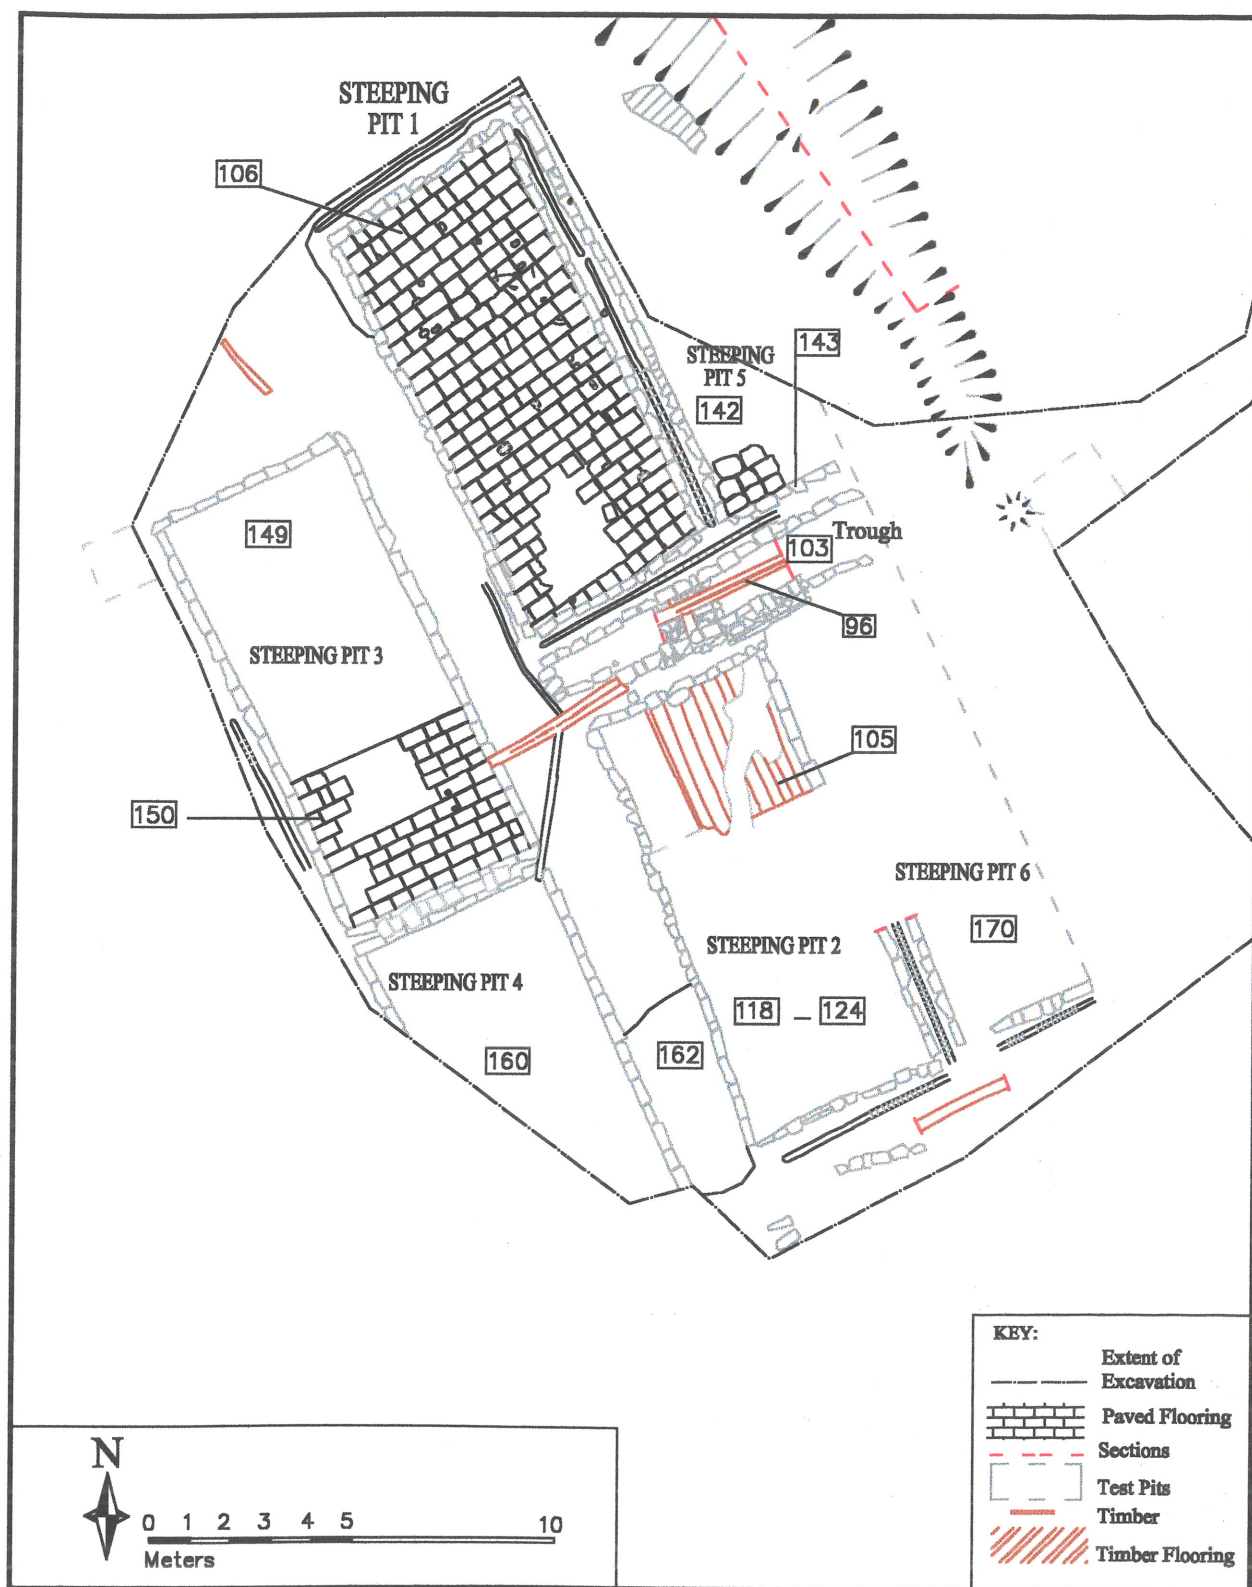 STEEPING
PIT 1
106
STEEPING
PIT 5
143
142
149
103
Trough
96
STEEPING PIT 3
105
150
STEEPING PIT 6
170
STEEPING PIT 2
STEEPING PIT 4
118 – 124
160
162
KEY:
Extent of
Excavation
Paved Flooring
Sections
Test Pits
Timber
Timber Flooring
N
0 1 2 3 4 5 10
Meters